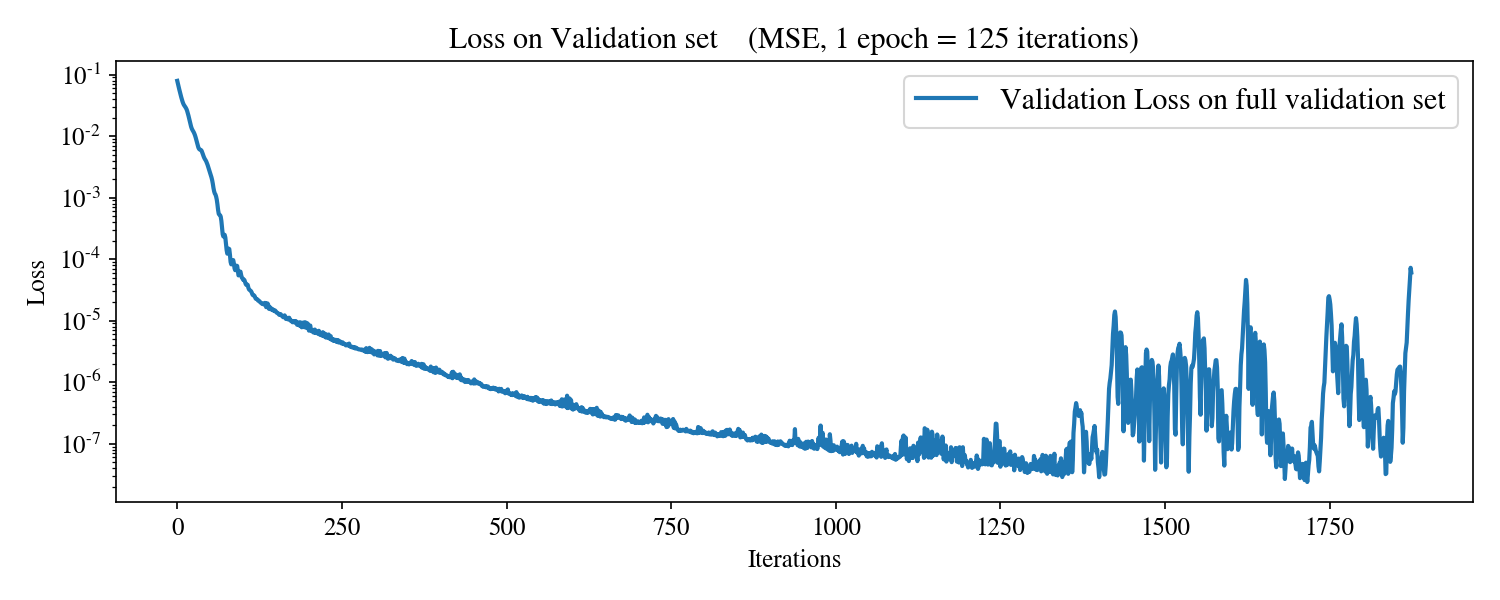 Loss on Validation set (MSE, 1 epoch = 125 iterations)
Validation Loss on full validation set
Loss
10^-1
10^-2
10^-3
10^-4
10^-5
10^-6
10^-7
0 250 500 750 1000 1250 1500 1750
Iterations